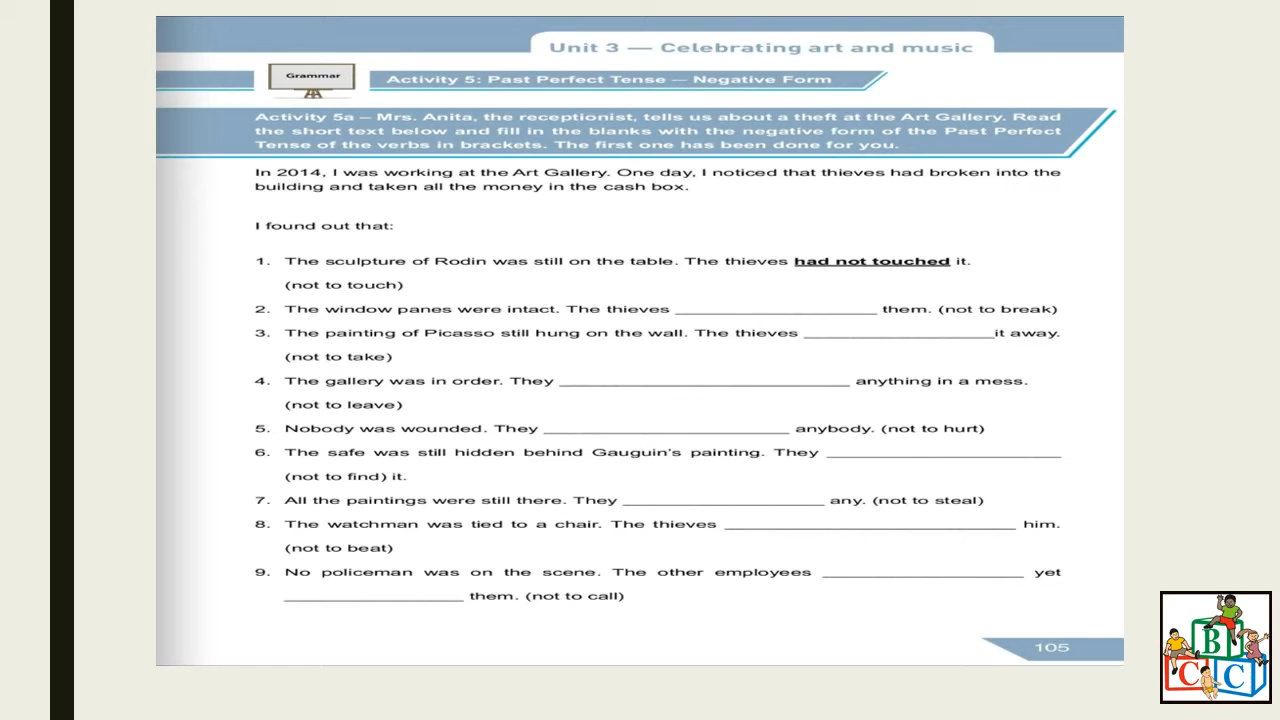 Unit 3 — Celebrating art and music
Grammar
Activity 5: Past Perfect Tense — Negative Form
Activity 5a – Mrs. Anita, the receptionist, tells us about a theft at the Art Gallery. Read
the short text below and fill in the blanks with the negative form of the Past Perfect
Tense of the verbs in brackets. The first one has been done for you.
In 2014, I was working at the Art Gallery. One day, I noticed that thieves had broken into the
building and taken all the money in the cash box.
I found out that:
1. The sculpture of Rodin was still on the table. The thieves had not touched it.
(not to touch)
2. The window panes were intact. The thieves ____________________ them. (not to break)
3. The painting of Picasso still hung on the wall. The thieves ___________________it away.
(not to take)
4. The gallery was in order. They _____________________________ anything in a mess.
(not to leave)
5. Nobody was wounded. They ________________________ anybody. (not to hurt)
6. The safe was still hidden behind Gauguin's painting. They _______________________
(not to find) it.
7. All the paintings were still there. They ____________________ any. (not to steal)
8. The watchman was tied to a chair. The thieves _____________________________ him.
(not to beat)
9. No policeman was on the scene. The other employees ____________________ yet
__________________ them. (not to call)
105
B
C C